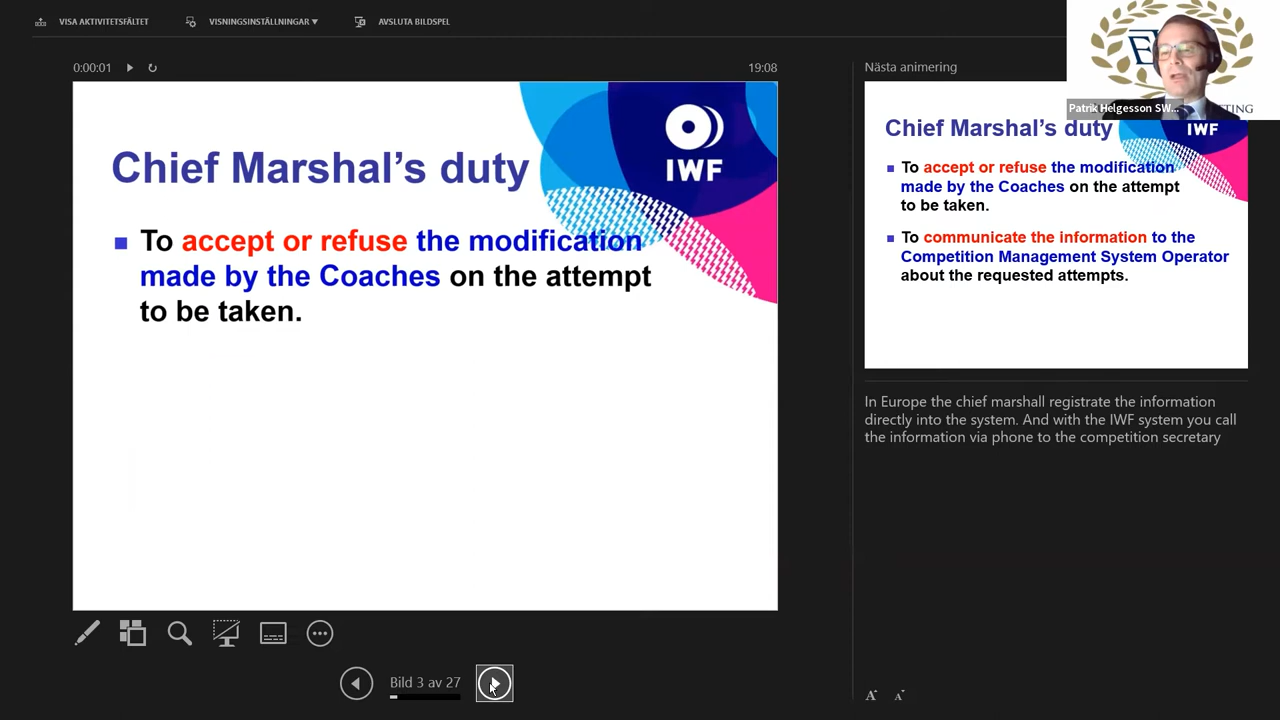 VISA AKTIVITETSFÄLTET
VISNINGSINSTÄLLNINGAR ▼
AVSLUTA BILDSPEL
0:00:01
19:08
Chief Marshal's duty
IWF
■ To accept or refuse the modification
made by the Coaches on the attempt
to be taken.
Bild 3 av 27
Nästa animering
Patrik Helgesson SW...
TING
Chief Marshal's duty
IWF
■ To accept or refuse the modification
made by the Coaches on the attempt
to be taken.
■ To communicate the information to the
Competition Management System Operator
about the requested attempts.
In Europe the chief marshall registrate the information
directly into the system. And with the IWF system you call
the information via phone to the competition secretary
A
A